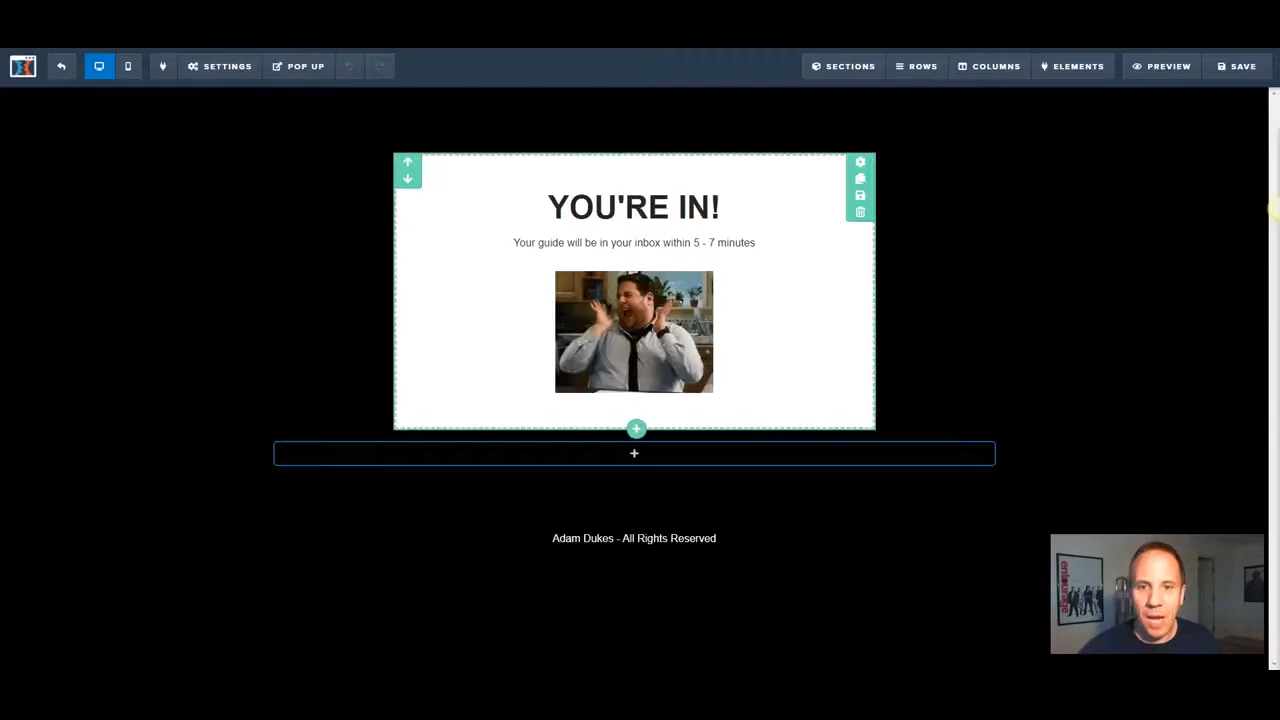 SETTINGS
POP UP
SECTIONS
ROWS
COLUMNS
ELEMENTS
PREVIEW
SAVE
YOU'RE IN!
Your guide will be in your inbox within 5 - 7 minutes
Adam Dukes - All Rights Reserved
entourage